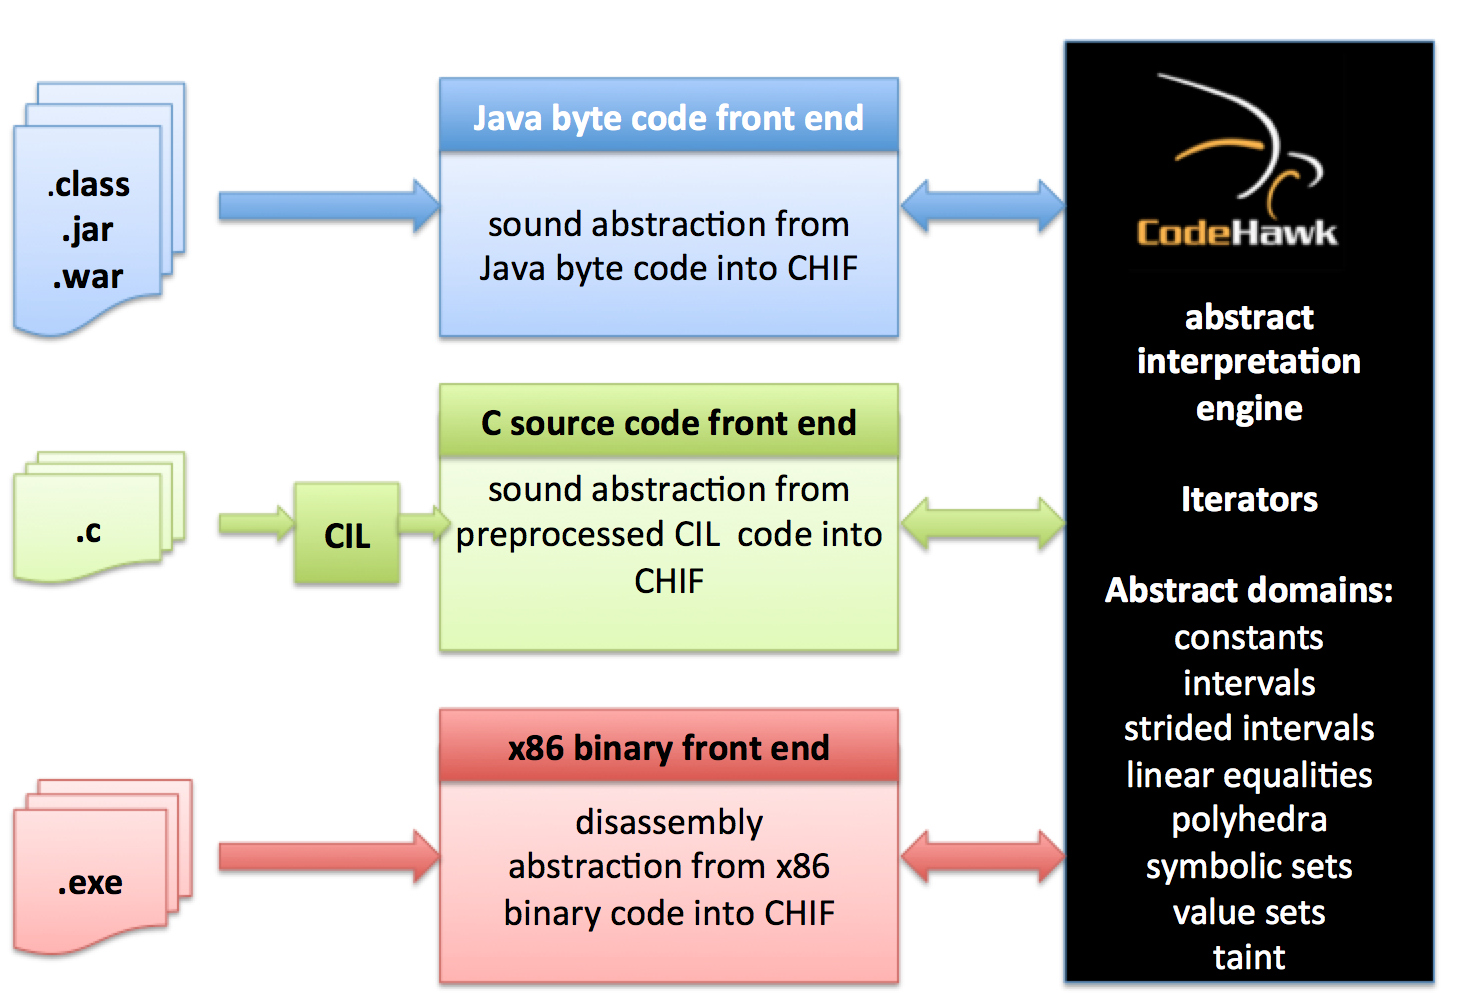 .class
.jar
.war
Java byte code front end
sound abstraction from
Java byte code into CHIF
.c
CIL
C source code front end
sound abstraction from
preprocessed CIL code into
CHIF
.exe
x86 binary front end
disassembly
abstraction from x86
binary code into CHIF
CodeHawk
abstract
interpretation
engine
Iterators
Abstract domains:
constants
intervals
strided intervals
linear equalities
polyhedra
symbolic sets
value sets
taint